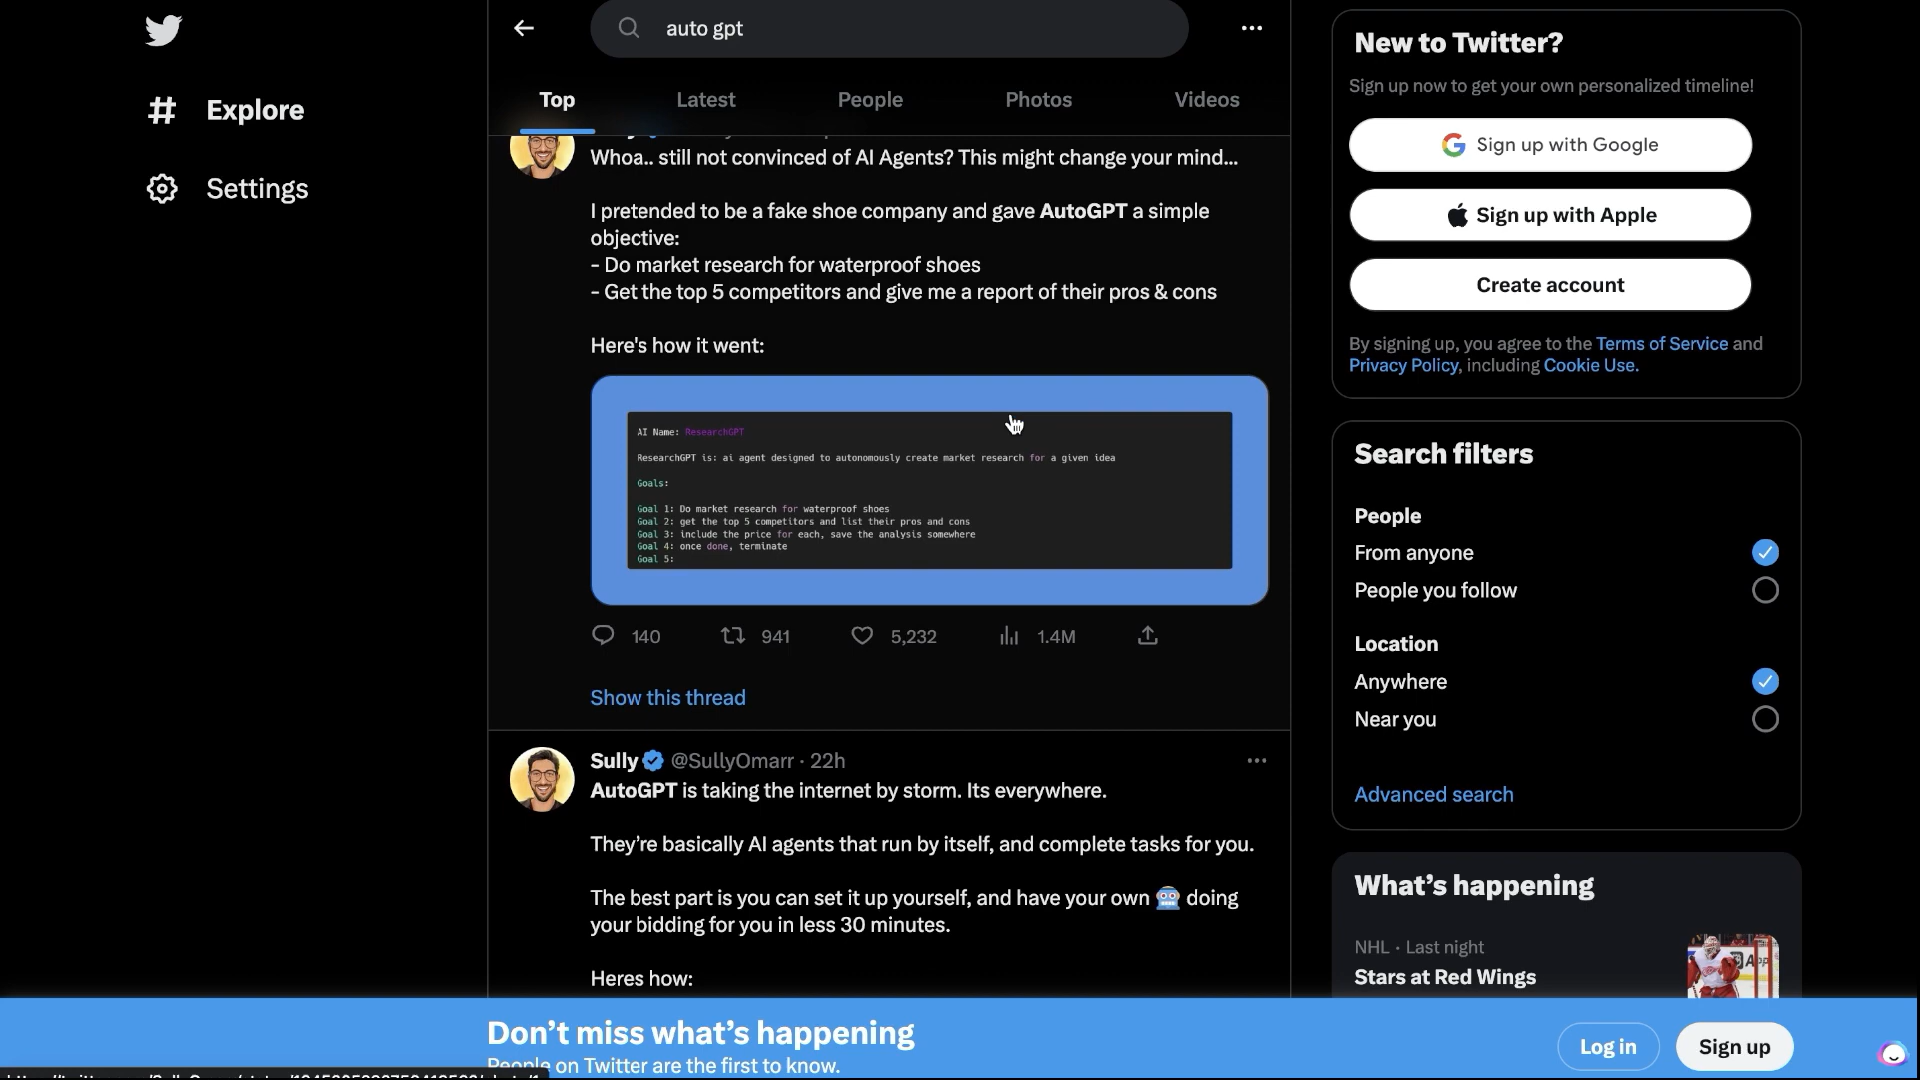 auto gpt
Explore
Settings
Top
Latest
People
Photos
Videos
Whoa.. still not convinced of AI Agents? This might change your mind...
I pretended to be a fake shoe company and gave AutoGPT a simple
objective:
- Do market research for waterproof shoes
- Get the top 5 competitors and give me a report of their pros & cons
Here's how it went:
AI Name: ResearchGPT
ResearchGPT is: ai agent designed to autonomously create market research for a given idea
Goals:
Goal 1: Do market research for waterproof shoes
Goal 2: get the top 5 competitors and list their pros and cons
Goal 3: include the price for each, save the analysis somewhere
Goal 4: once done, terminate
Goal 5:
140
941
5,232
1.4M
Show this thread
Sully @SullyOmarr · 22h
AutoGPT is taking the internet by storm. Its everywhere.
They're basically AI agents that run by itself, and complete tasks for you.
The best part is you can set it up yourself, and have your own 🤖 doing
your bidding for you in less 30 minutes.
Heres how:
New to Twitter?
Sign up now to get your own personalized timeline!
Sign up with Google
Sign up with Apple
Create account
By signing up, you agree to the Terms of Service and
Privacy Policy, including Cookie Use.
Search filters
People
From anyone
People you follow
Location
Anywhere
Near you
Advanced search
What's happening
NHL · Last night
Stars at Red Wings
Don't miss what's happening
People on Twitter are the first to know.
Log in
Sign up